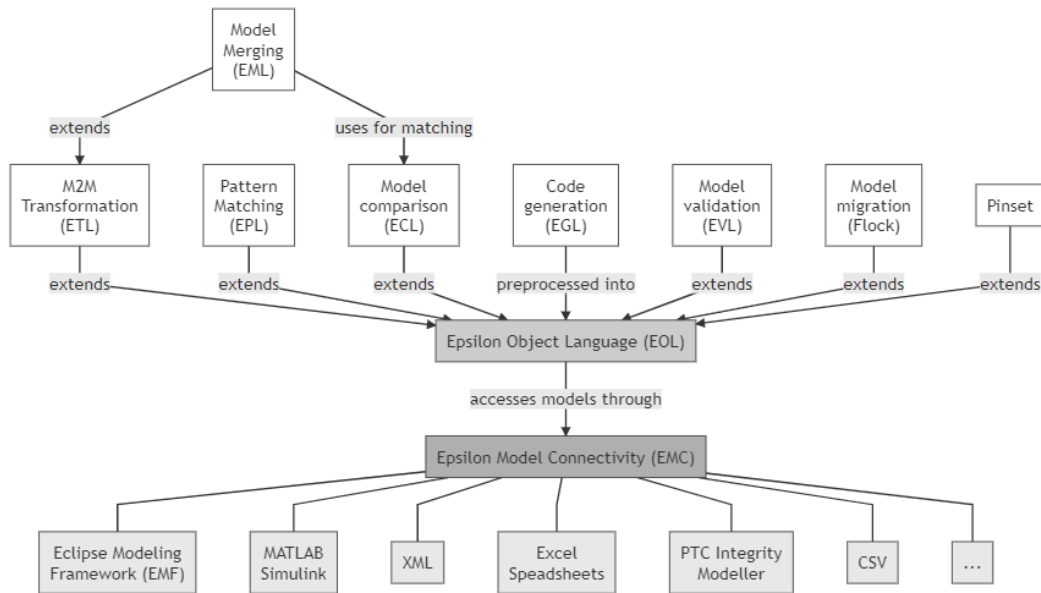 Model
Merging
(EML)
extends
uses for matching
M2M
Transformation
(ETL)
Pattern
Matching
(EPL)
Model
comparison
(ECL)
Code
generation
(EGL)
Model
validation
(EVL)
Model
migration
(Flock)
Pinset
extends
extends
extends
preprocessed into
extends
extends
extends
Epsilon Object Language (EOL)
accesses models through
Epsilon Model Connectivity (EMC)
Eclipse Modeling
Framework (EMF)
MATLAB
Simulink
XML
Excel
Speadsheets
PTC Integrity
Modeller
CSV
...